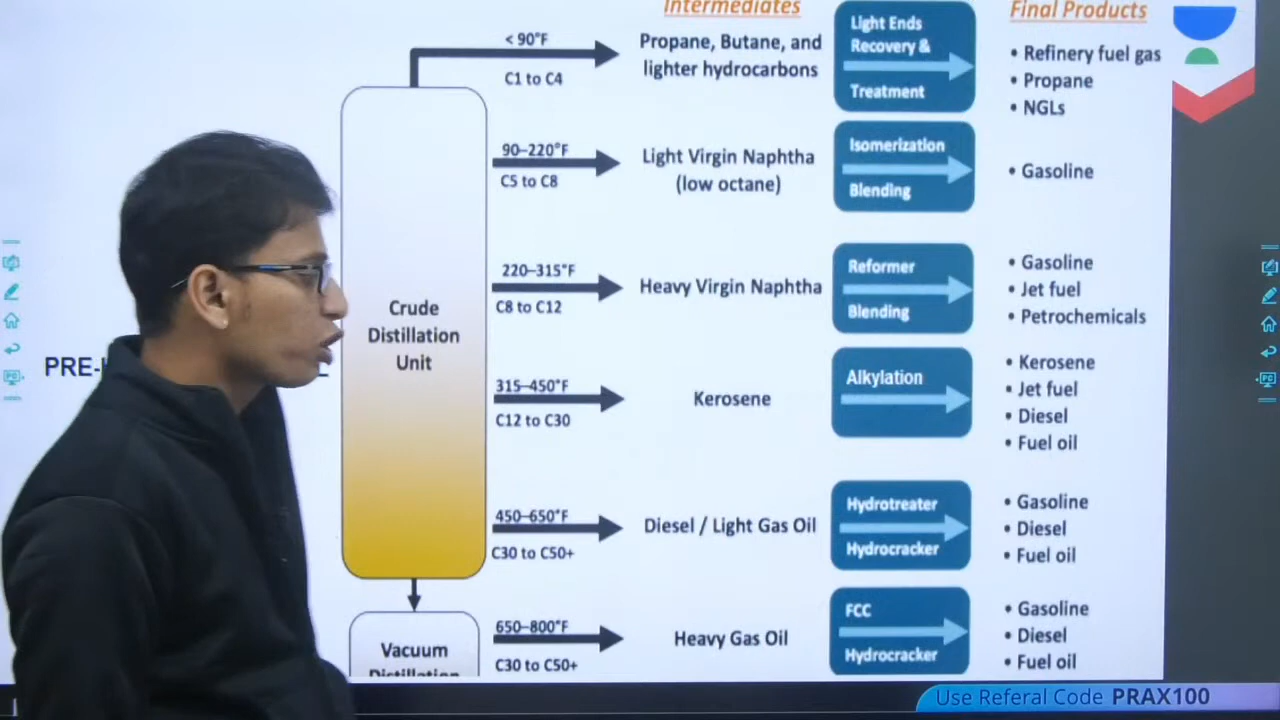 Intermediates
Final Products
< 90°F
C1 to C4
Propane, Butane, and
lighter hydrocarbons
Light Ends
Recovery &
Treatment
• Refinery fuel gas
• Propane
• NGLs
90–220°F
C5 to C8
Light Virgin Naphtha
(low octane)
Isomerization
Blending
• Gasoline
220–315°F
C8 to C12
Heavy Virgin Naphtha
Reformer
Blending
• Gasoline
• Jet fuel
• Petrochemicals
Crude
Distillation
Unit
PRE-
315–450°F
C12 to C30
Kerosene
Alkylation
• Kerosene
• Jet fuel
• Diesel
• Fuel oil
450–650°F
C30 to C50+
Diesel / Light Gas Oil
Hydrotreater
Hydrocracker
• Gasoline
• Diesel
• Fuel oil
Vacuum
Distillation
650–800°F
C30 to C50+
Heavy Gas Oil
FCC
Hydrocracker
• Gasoline
• Diesel
• Fuel oil
Use Referal Code PRAX100